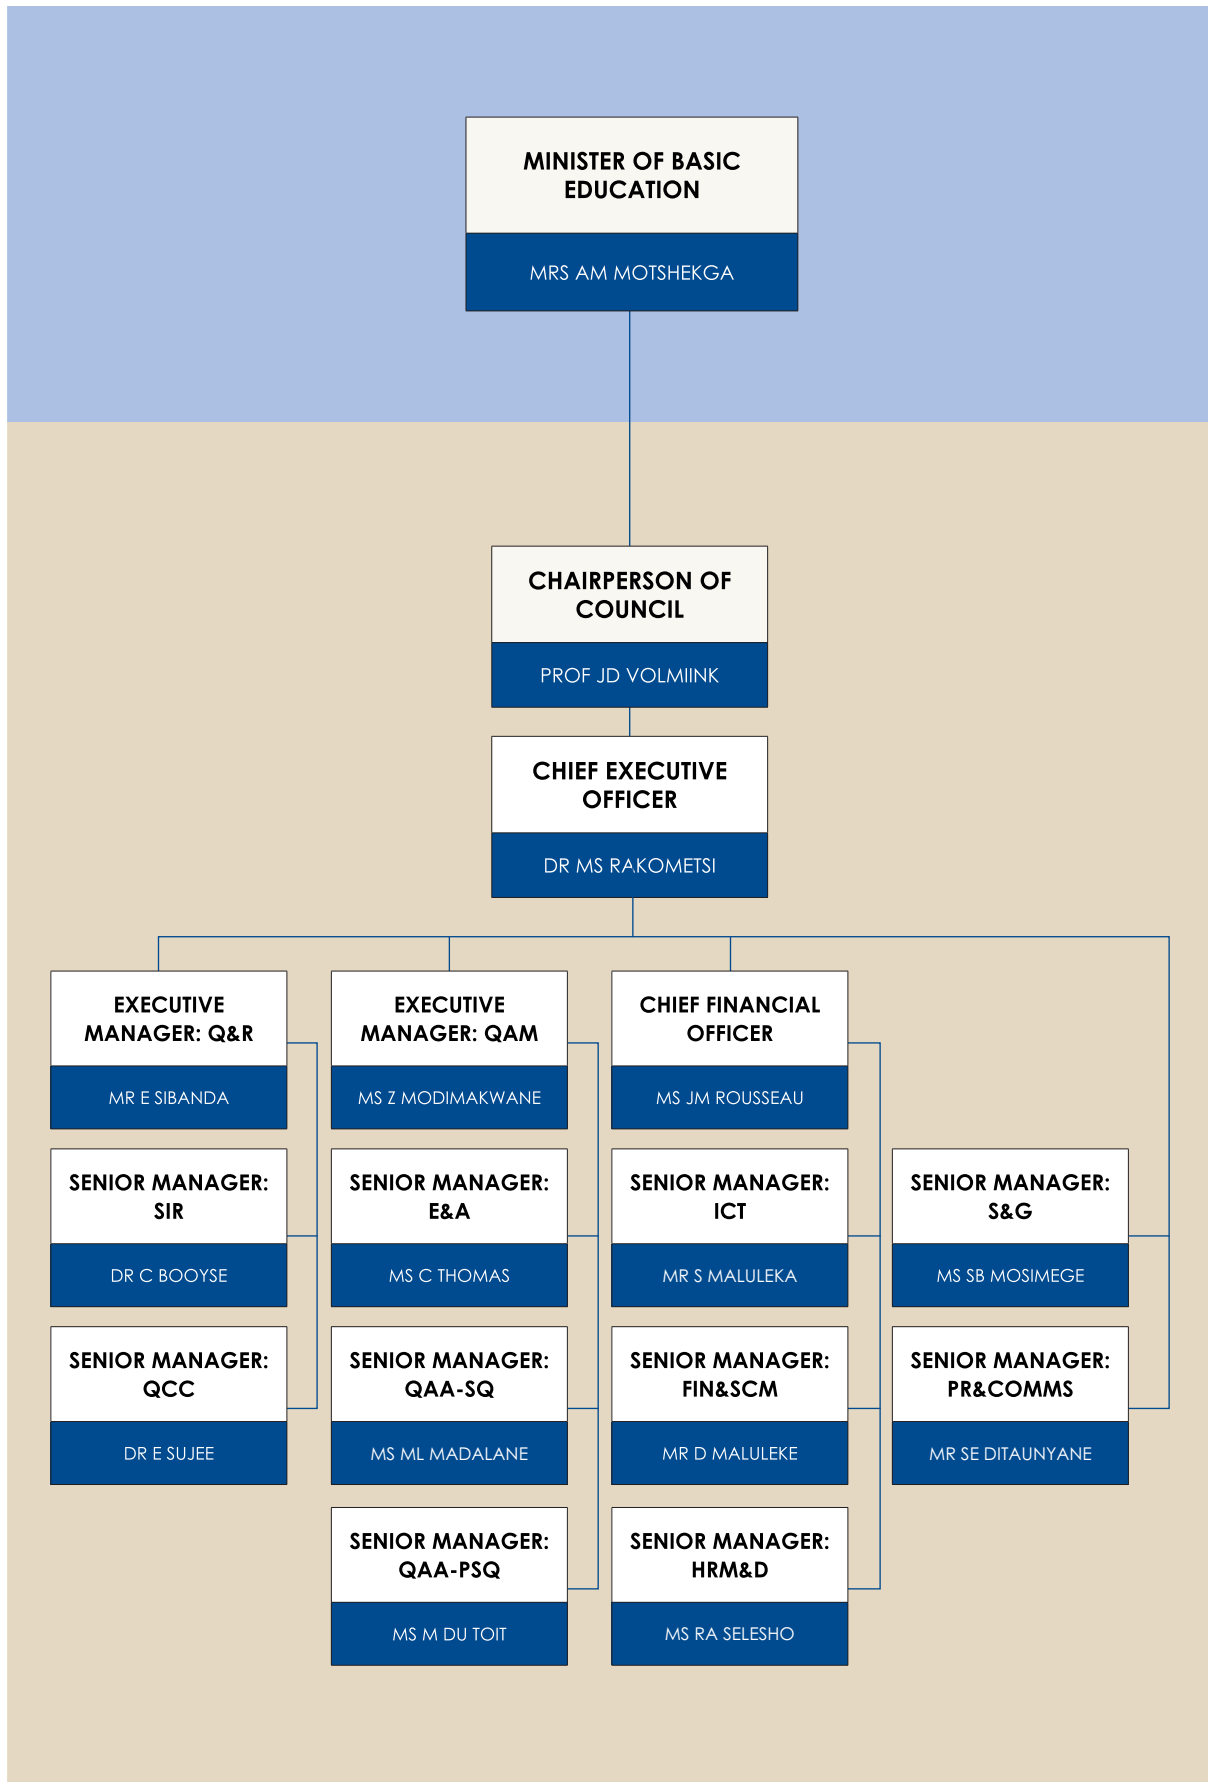 MINISTER OF BASIC
EDUCATION
MRS AM MOTSHEKGA
CHAIRPERSON OF
COUNCIL
PROF JD VOLMIINK
CHIEF EXECUTIVE
OFFICER
DR MS RAKOMETSI
EXECUTIVE
MANAGER: Q&R
MR E SIBANDA
EXECUTIVE
MANAGER: QAM
MS Z MODIMAKWANE
CHIEF FINANCIAL
OFFICER
MS JM ROUSSEAU
SENIOR MANAGER:
SIR
DR C BOOYSE
SENIOR MANAGER:
E&A
MS C THOMAS
SENIOR MANAGER:
ICT
MR S MALULEKA
SENIOR MANAGER:
S&G
MS SB MOSIMEGE
SENIOR MANAGER:
QCC
DR E SUJEE
SENIOR MANAGER:
QAA-SQ
MS ML MADALANE
SENIOR MANAGER:
FIN&SCM
MR D MALULEKE
SENIOR MANAGER:
PR&COMMS
MR SE DITAUNYANE
SENIOR MANAGER:
QAA-PSQ
MS M DU TOIT
SENIOR MANAGER:
HRM&D
MS RA SELESHO